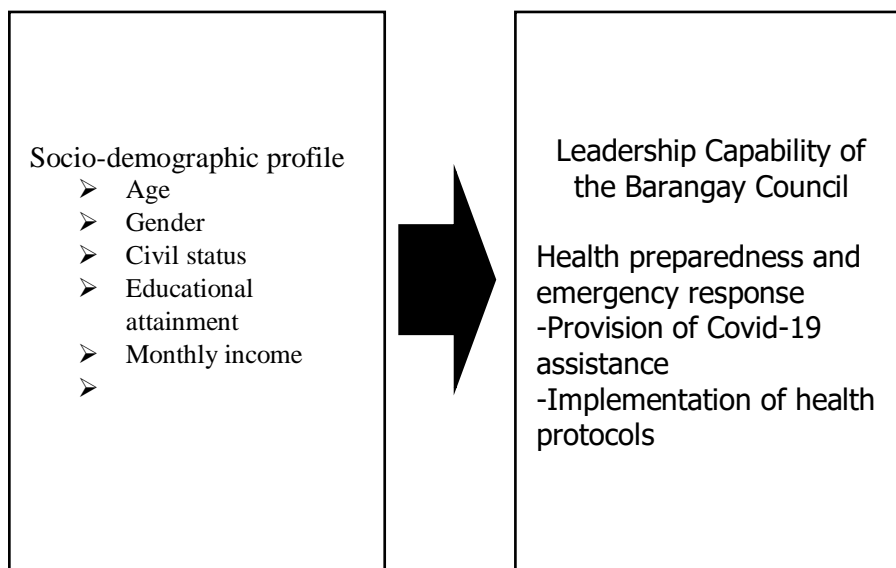 Socio-demographic profile
➢ Age
➢ Gender
➢ Civil status
➢ Educational
attainment
➢ Monthly income
➢
Leadership Capability of
the Barangay Council
Health preparedness and
emergency response
-Provision of Covid-19
assistance
-Implementation of health
protocols